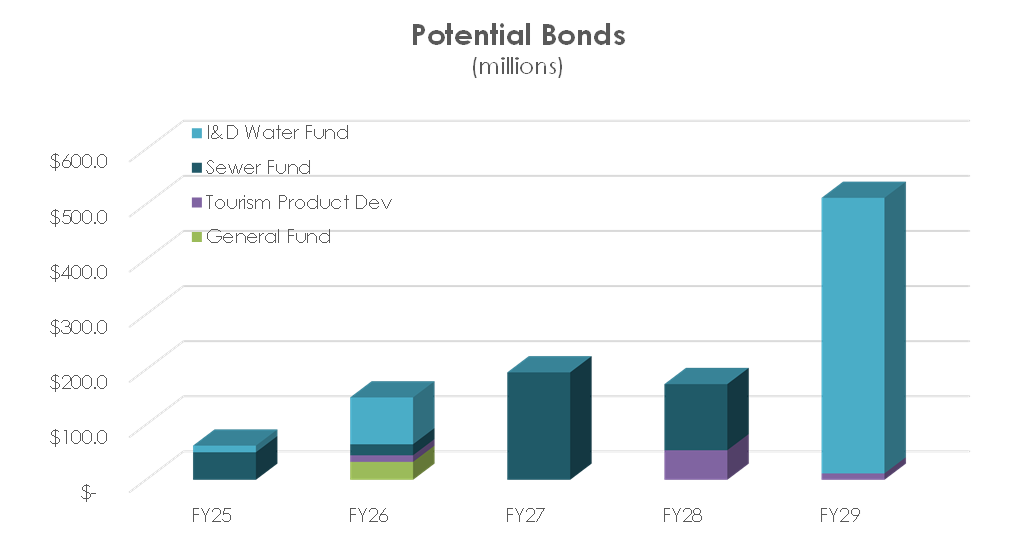 Potential Bonds
(millions)
I&D Water Fund
Sewer Fund
Tourism Product Dev
General Fund
$600.0
$500.0
$400.0
$300.0
$200.0
$100.0
$-
FY25
FY26
FY27
FY28
FY29